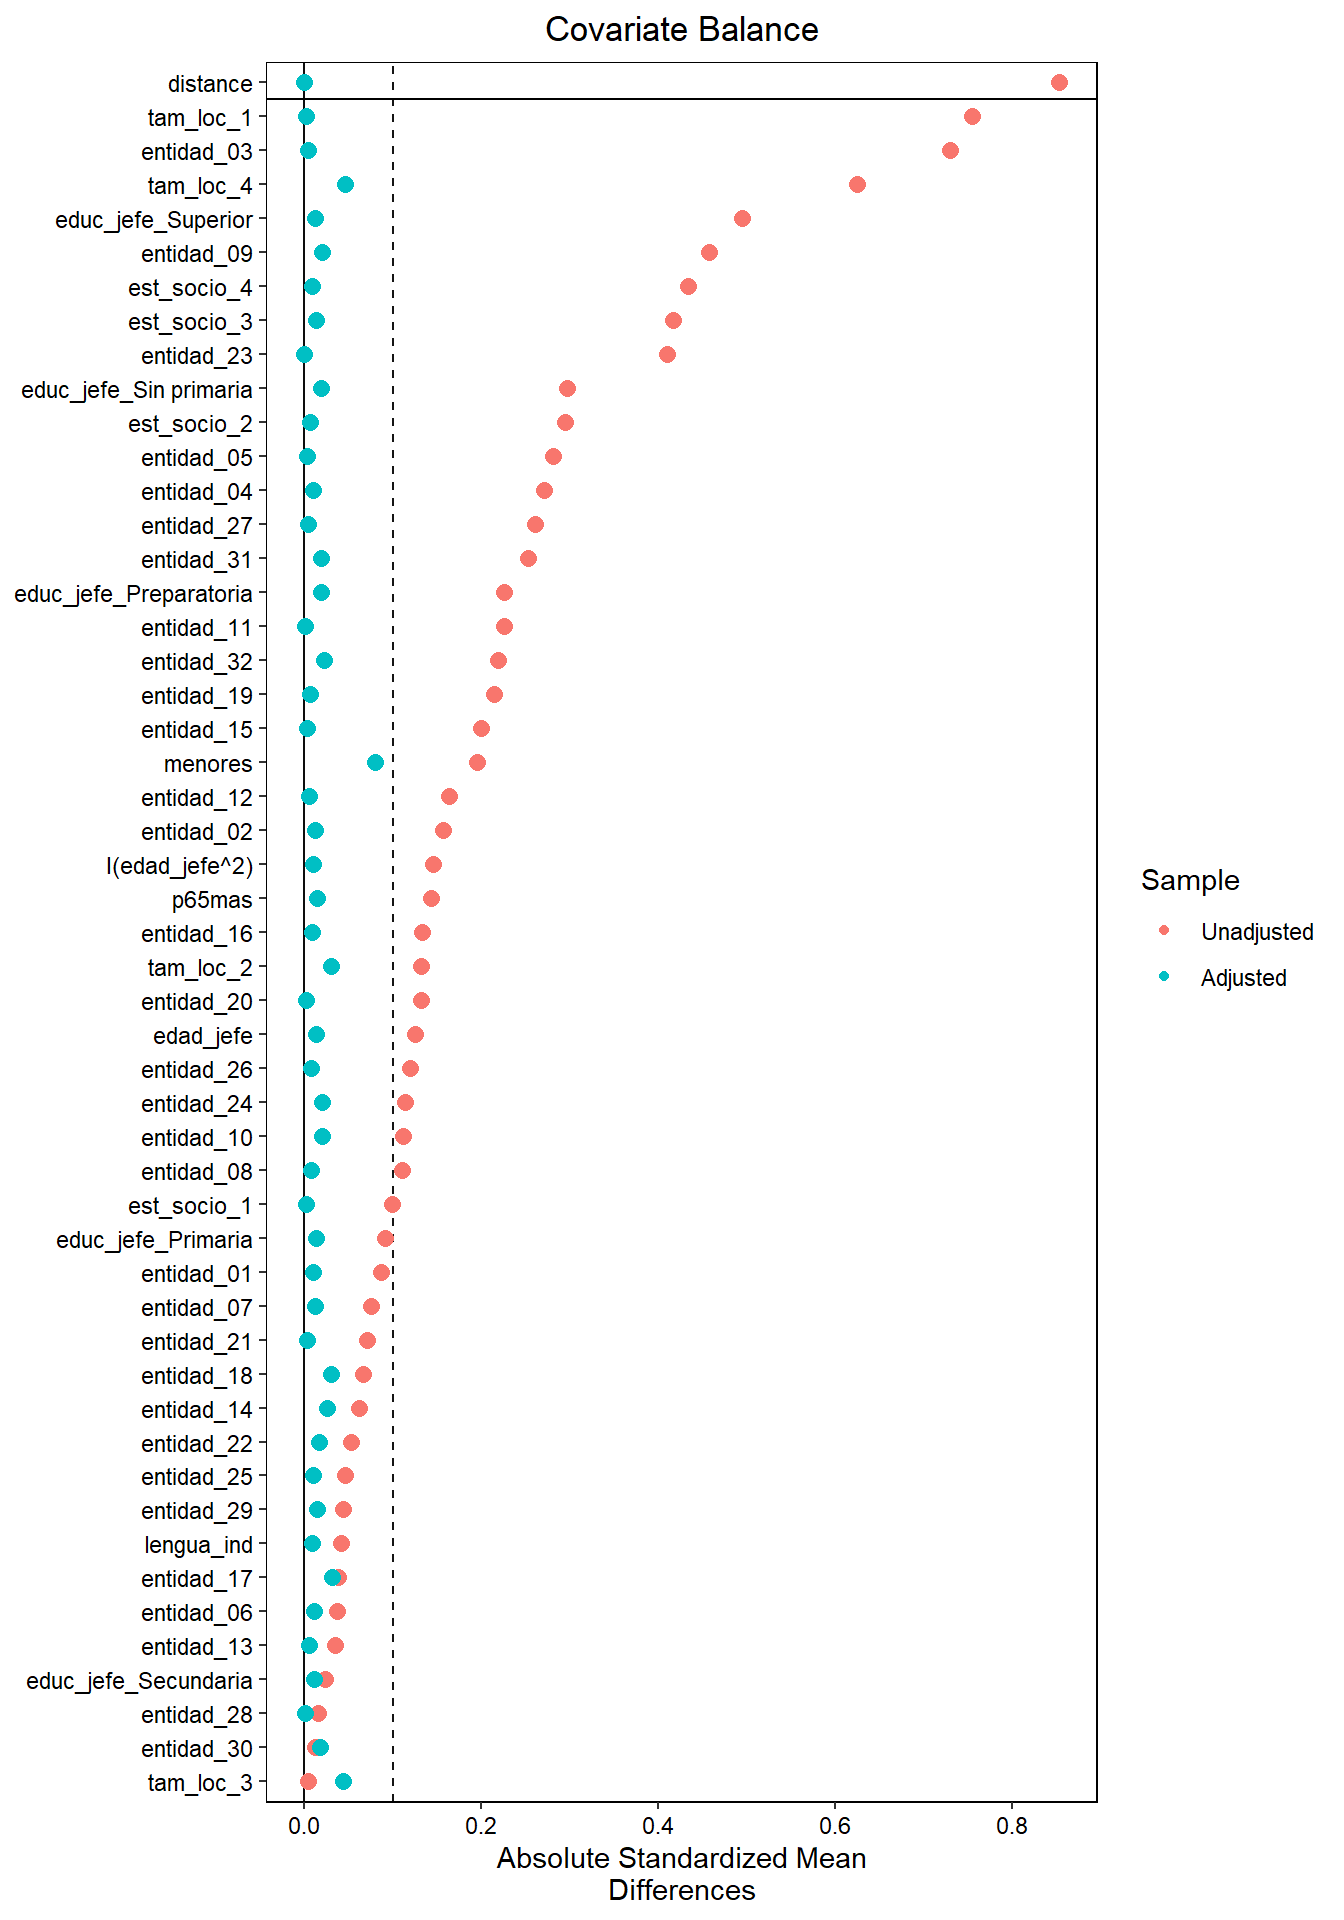 Covariate Balance
distance
tam_loc_1
entidad_03
tam_loc_4
educ_jefe_Superior
entidad_09
est_socio_4
est_socio_3
entidad_23
educ_jefe_Sin primaria
est_socio_2
entidad_05
entidad_04
entidad_27
entidad_31
educ_jefe_Preparatoria
entidad_11
entidad_32
entidad_19
entidad_15
menores
entidad_12
entidad_02
I(edad_jefe^2)
p65mas
entidad_16
tam_loc_2
entidad_20
edad_jefe
entidad_26
entidad_24
entidad_10
entidad_08
est_socio_1
educ_jefe_Primaria
entidad_01
entidad_07
entidad_21
entidad_18
entidad_14
entidad_22
entidad_25
entidad_29
lengua_ind
entidad_17
entidad_06
entidad_13
educ_jefe_Secundaria
entidad_28
entidad_30
tam_loc_3
0.0 0.2 0.4 0.6 0.8
Absolute Standardized Mean
Differences
Sample
Unadjusted
Adjusted